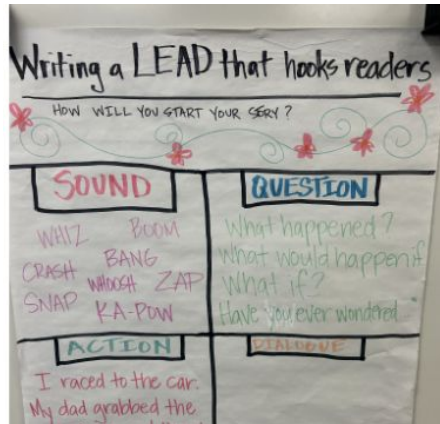 Writing a LEAD that hooks readers
HOW WILL YOU START YOUR SERY?
SOUND
WHIZ BOOM
CRASH BANG
WHOOSH ZAP
SNAP KA-POW
QUESTION
What happened?
What would happen if
What if?
Have you ever wondered
ACTION
I raced to the car.
My dad grabbed the
DIALOGUE